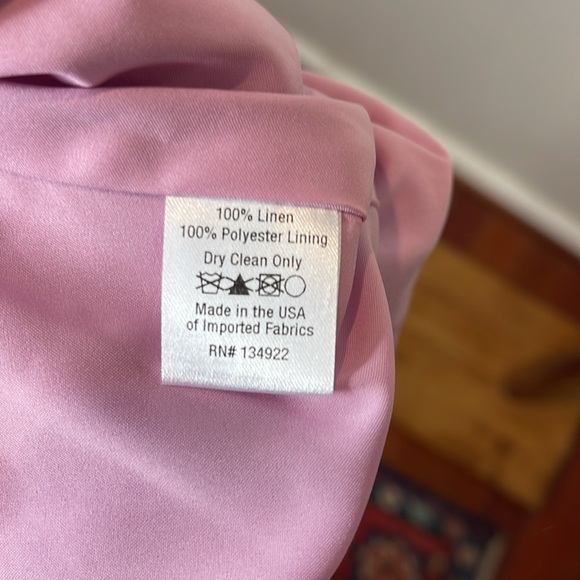 100% Linen
100% Polyester Lining
Dry Clean Only
Made in the USA
of Imported Fabrics
RN# 134922